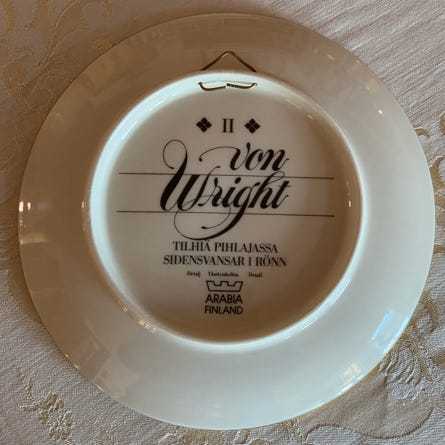 II
von
Wright
TILHIÄ PIHLAJASSA
SIDENSVANSAR I RÖNN
Detalj Yksityiskohta Detail
ARABIA
FINLAND